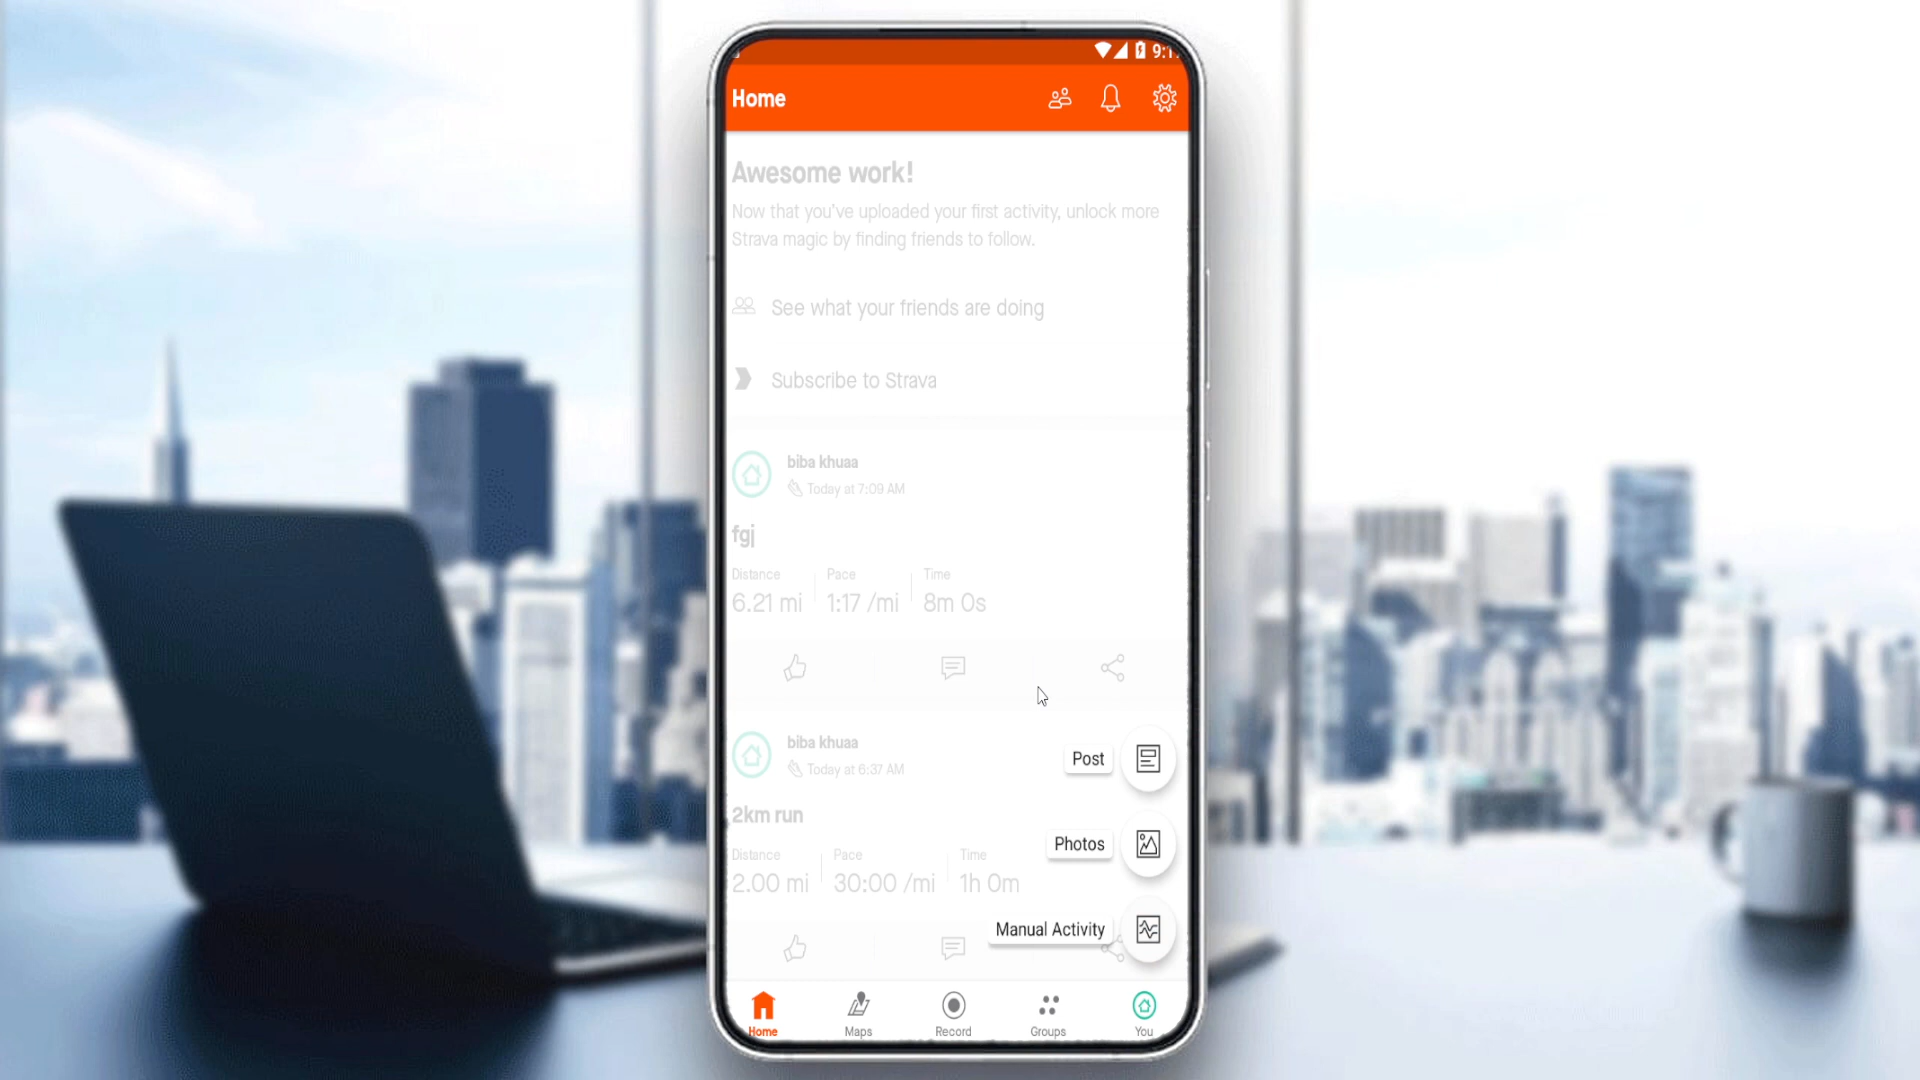 Home
Awesome work!
Now that you've uploaded your first activity, unlock more
Strava magic by finding friends to follow.
See what your friends are doing
Subscribe to Strava
biba khuaa
Today at 7:09 AM
fgj
Distance Pace Time
6.21 mi 1:17 /mi 8m 0s
biba khuaa
Today at 6:37 AM
Post
2km run
Photos
Distance Pace Time
2.00 mi 30:00 /mi 1h 0m
Manual Activity
Home Maps Record Groups You